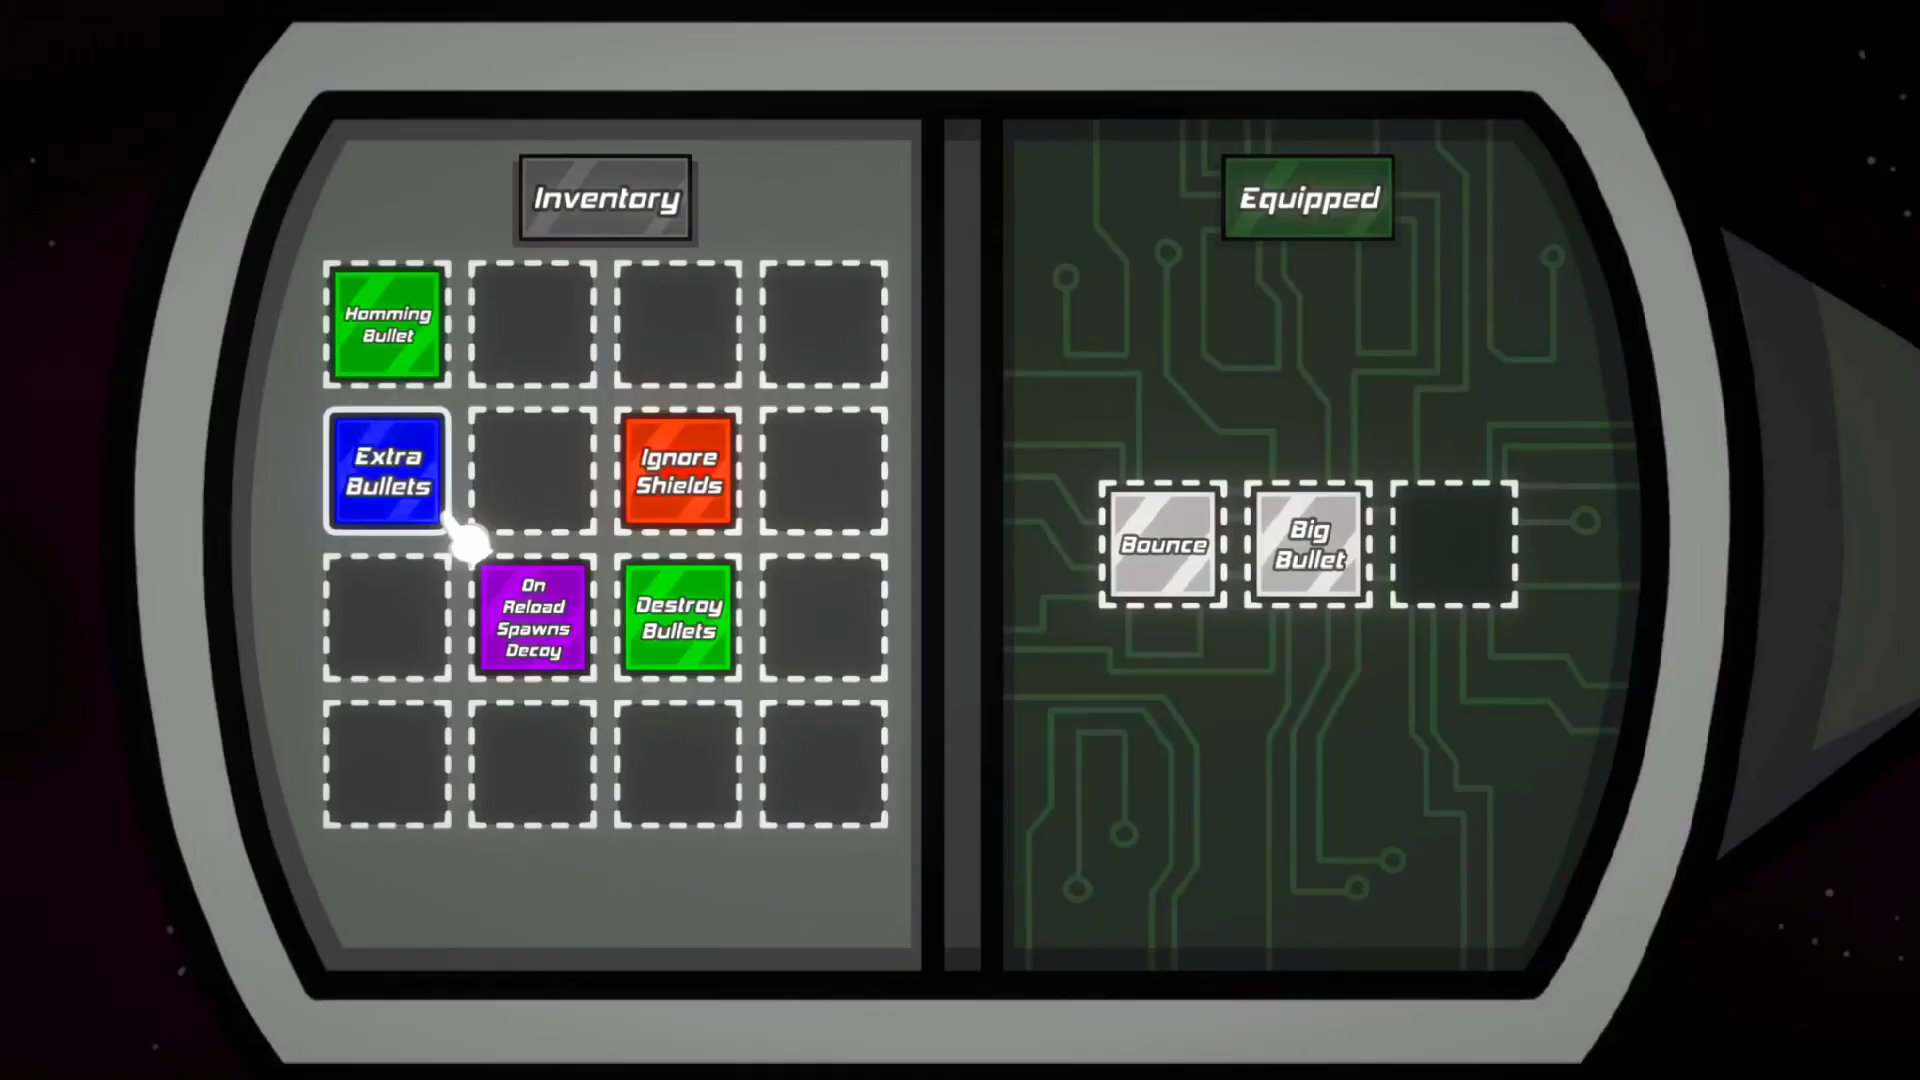 Inventory
Equipped
Homming
Bullet
Extra
Bullets
Ignore
Shields
On
Reload
Spawns
Decoy
Destroy
Bullets
Bounce
Big
Bullet